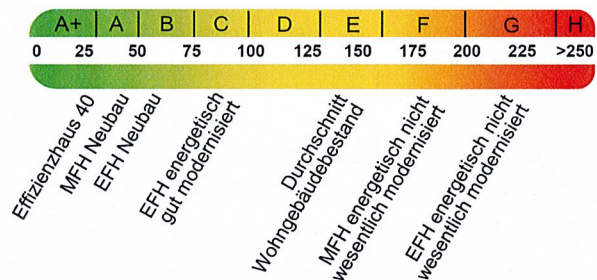 A+ A B C D E F G H
0 25 50 75 100 125 150 175 200 225 >250
Effizienzhaus 40
MFH Neubau
EFH Neubau
EFH energetisch
gut modernisiert
Durchschnitt
Wohngebäudebestand
MFH energetisch nicht
wesentlich modernisiert
EFH energetisch nicht
wesentlich modernisiert